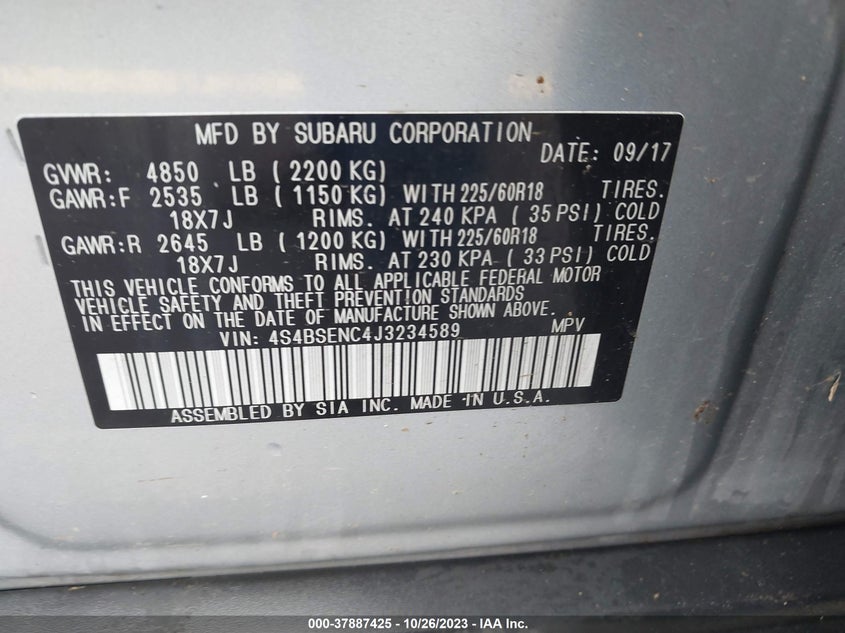 MFD BY SUBARU CORPORATION
DATE: 09/17
GVWR: 4850 LB ( 2200 KG)
GAWR:F 2535 LB ( 1150 KG) WITH 225/60R18 TIRES.
18X7J RIMS. AT 240 KPA ( 35 PSI) COLD
GAWR:R 2645 LB ( 1200 KG) WITH 225/60R18 TIRES.
18X7J RIMS. AT 230 KPA ( 33 PSI) COLD
THIS VEHICLE CONFORMS TO ALL APPLICABLE FEDERAL MOTOR
VEHICLE SAFETY AND THEFT PREVENTION STANDARDS
IN EFFECT ON THE DATE OF MANUFACTURE SHOWN ABOVE.
VIN: 4S4BSENC4J3234589 MPV
ASSEMBLED BY SIA INC. MADE IN U.S.A.
000-37887425 - 10/26/2023 - IAA Inc.